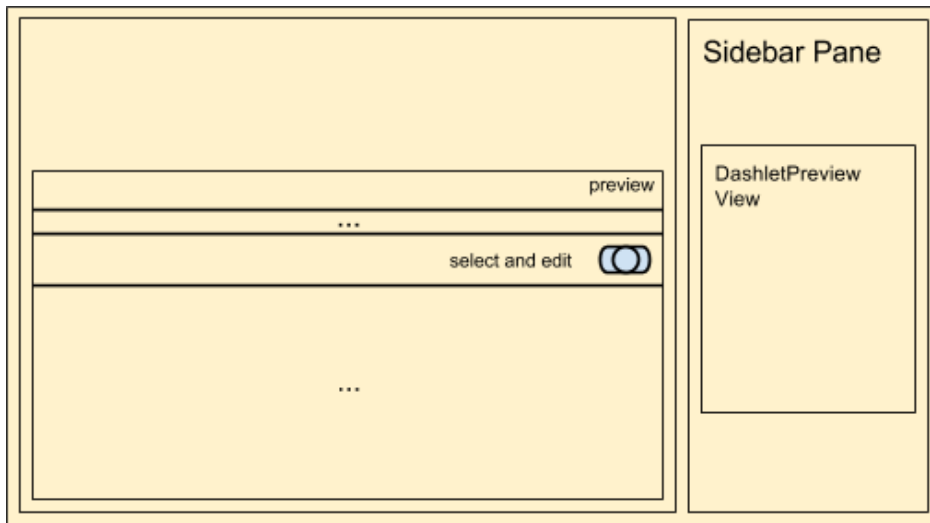 Sidebar Pane
preview
...
select and edit
...
DashletPreview
View